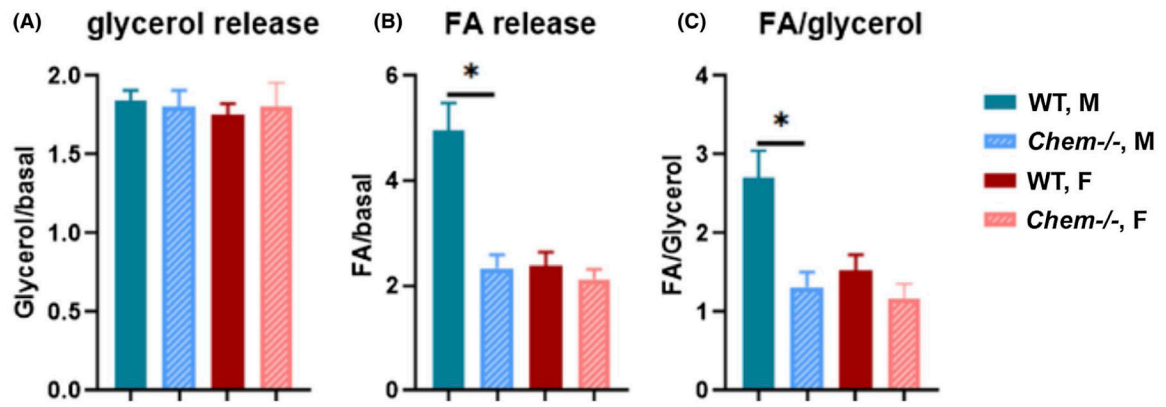 (A) glycerol release
Glycerol/basal
2.0
1.5
1.0
0.5
0.0
(B) FA release
FA/basal
6
4
2
0
*
(C) FA/glycerol
FA/Glycerol
4
3
2
1
0
*
WT, M
Chem-/-, M
WT, F
Chem-/-, F